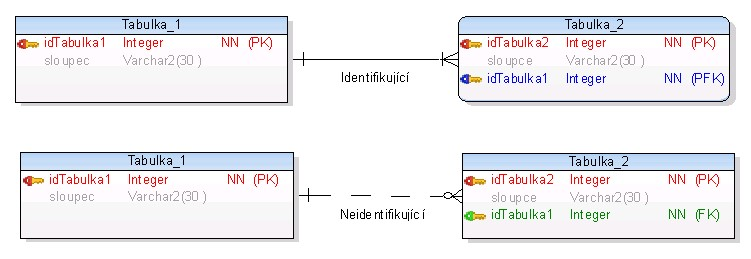 Tabulka_1
idTabulka1 Integer NN (PK)
sloupec Varchar2(30 )
Identifikující
Tabulka_2
idTabulka2 Integer NN (PK)
sloupce Varchar2(30 )
idTabulka1 Integer NN (PFK)
Tabulka_1
idTabulka1 Integer NN (PK)
sloupec Varchar2(30 )
Neidentifikující
Tabulka_2
idTabulka2 Integer NN (PK)
sloupce Varchar2(30 )
idTabulka1 Integer NN (FK)